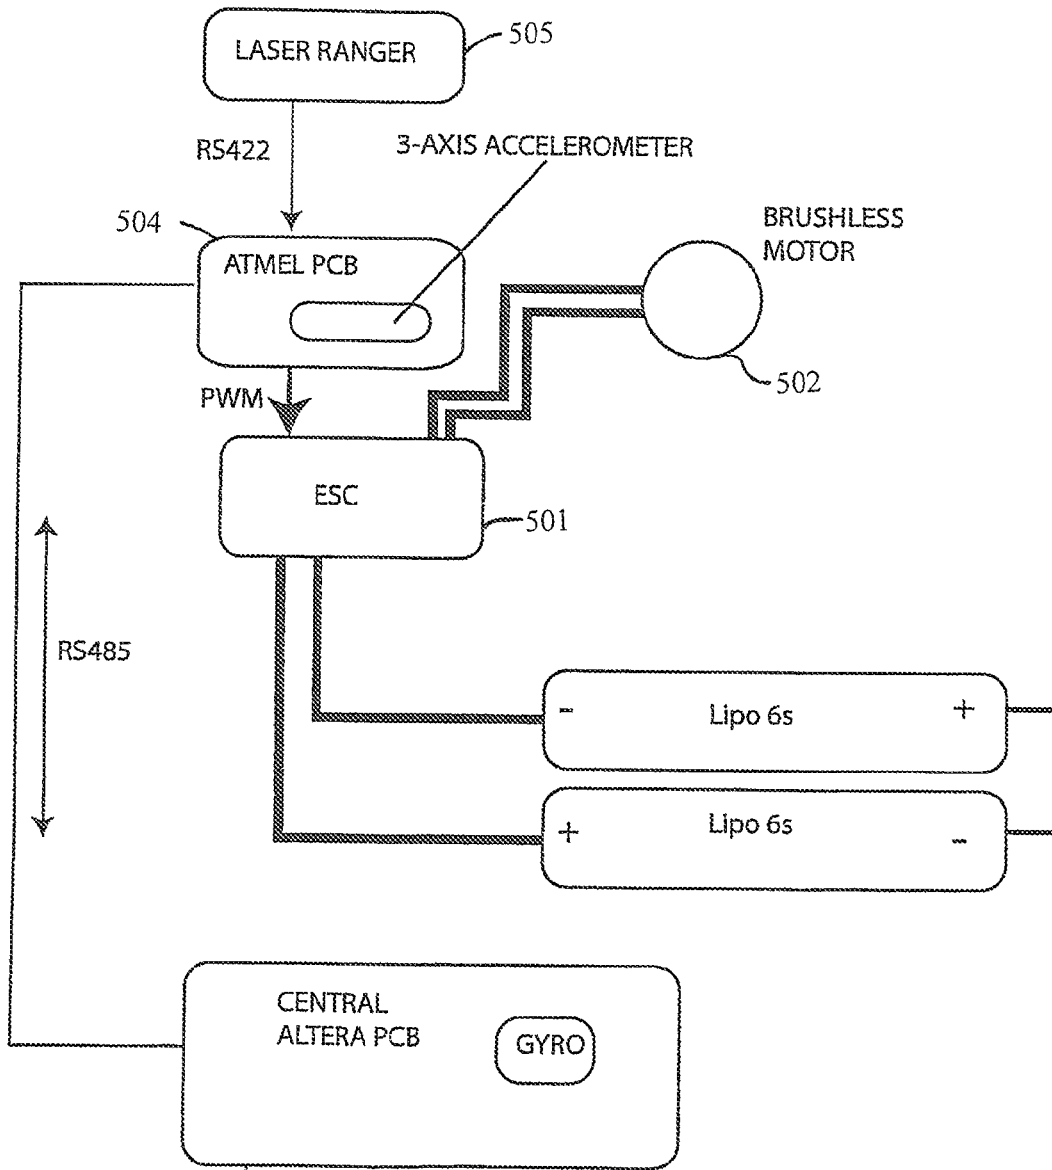 LASER RANGER
505
RS422
3-AXIS ACCELEROMETER
504
ATMEL PCB
BRUSHLESS
MOTOR
502
PWM
ESC
501
RS485
- Lipo 6s +
+ Lipo 6s -
CENTRAL
ALTERA PCB
GYRO